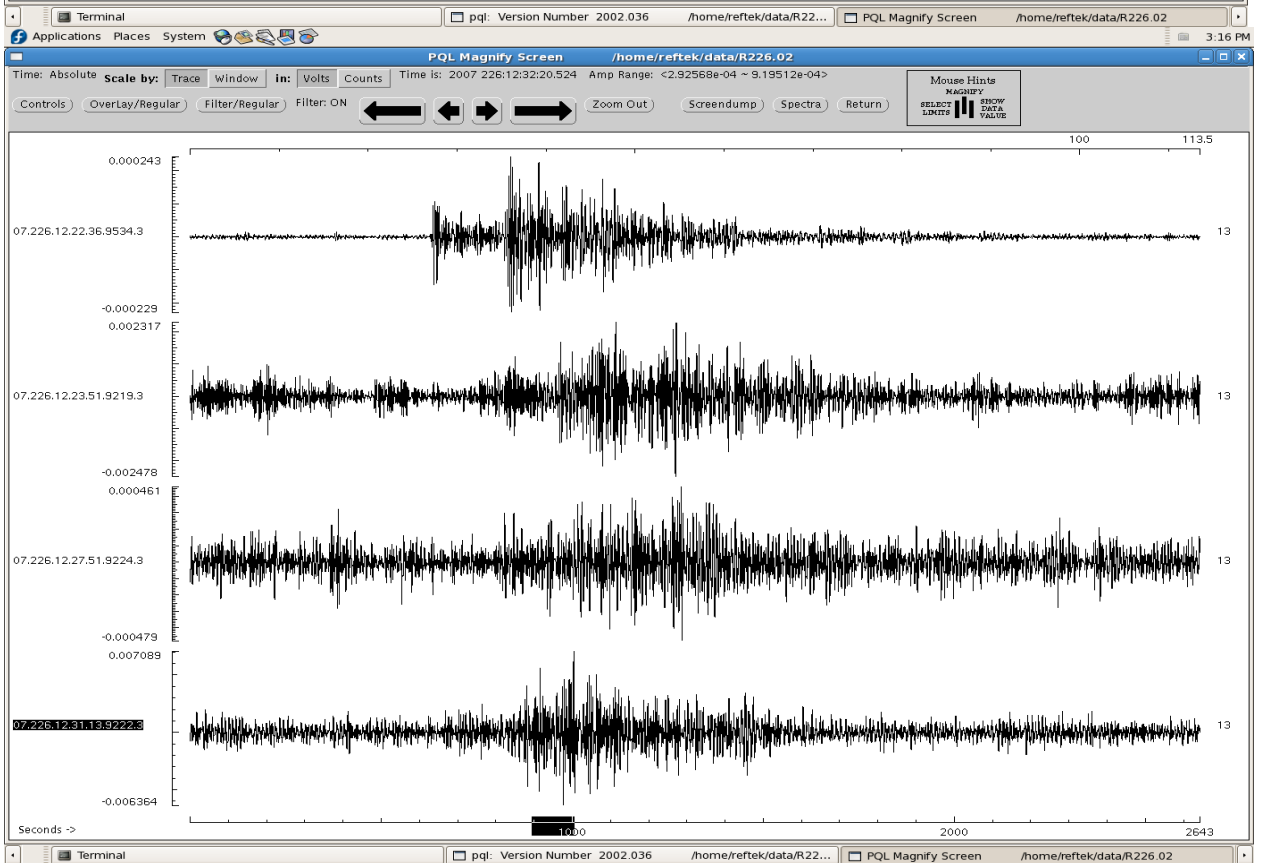 Terminal pql: Version Number 2002.036 /home/reftek/data/R22... PQL Magnify Screen /home/reftek/data/R226.02
Applications Places System 3:16 PM
PQL Magnify Screen /home/reftek/data/R226.02
Time: Absolute Scale by: Trace Window in: Volts Counts Time is: 2007 226:12:32:20.524 Amp Range: <2.92568e-04 ~ 9.19512e-04>
Controls OverLay/Regular Filter/Regular Filter: ON Zoom Out Screendump Spectra Return
Mouse Hints
MAGNIFY
SELECT LIMITS
SHOW DATA VALUE
100 113.5
0.000243
07.226.12.22.36.9534.3 13
-0.000229
0.002317
07.226.12.23.51.9219.3 13
-0.002478
0.000461
07.226.12.27.51.9224.3 13
-0.000479
0.007089
07.226.12.31.13.9222.3 13
-0.006364
Seconds -> 1000 2000 2643
Terminal pql: Version Number 2002.036 /home/reftek/data/R22... PQL Magnify Screen /home/reftek/data/R226.02